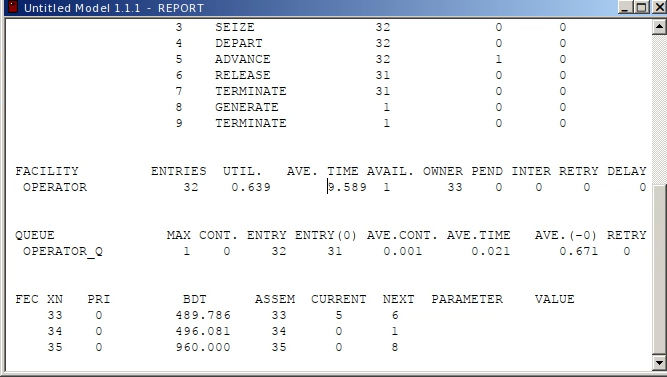 Untitled Model 1.1.1 - REPORT
3 SEIZE 32 0 0
4 DEPART 32 0 0
5 ADVANCE 32 1 0
6 RELEASE 31 0 0
7 TERMINATE 31 0 0
8 GENERATE 1 0 0
9 TERMINATE 1 0 0
FACILITY ENTRIES UTIL. AVE. TIME AVAIL. OWNER PEND INTER RETRY DELAY
OPERATOR 32 0.639 9.589 1 33 0 0 0 0
QUEUE MAX CONT. ENTRY ENTRY(0) AVE.CONT. AVE.TIME AVE.(-0) RETRY
OPERATOR_Q 1 0 32 31 0.001 0.021 0.671 0
FEC XN PRI BDT ASSEM CURRENT NEXT PARAMETER VALUE
33 0 489.786 33 5 6
34 0 496.081 34 0 1
35 0 960.000 35 0 8